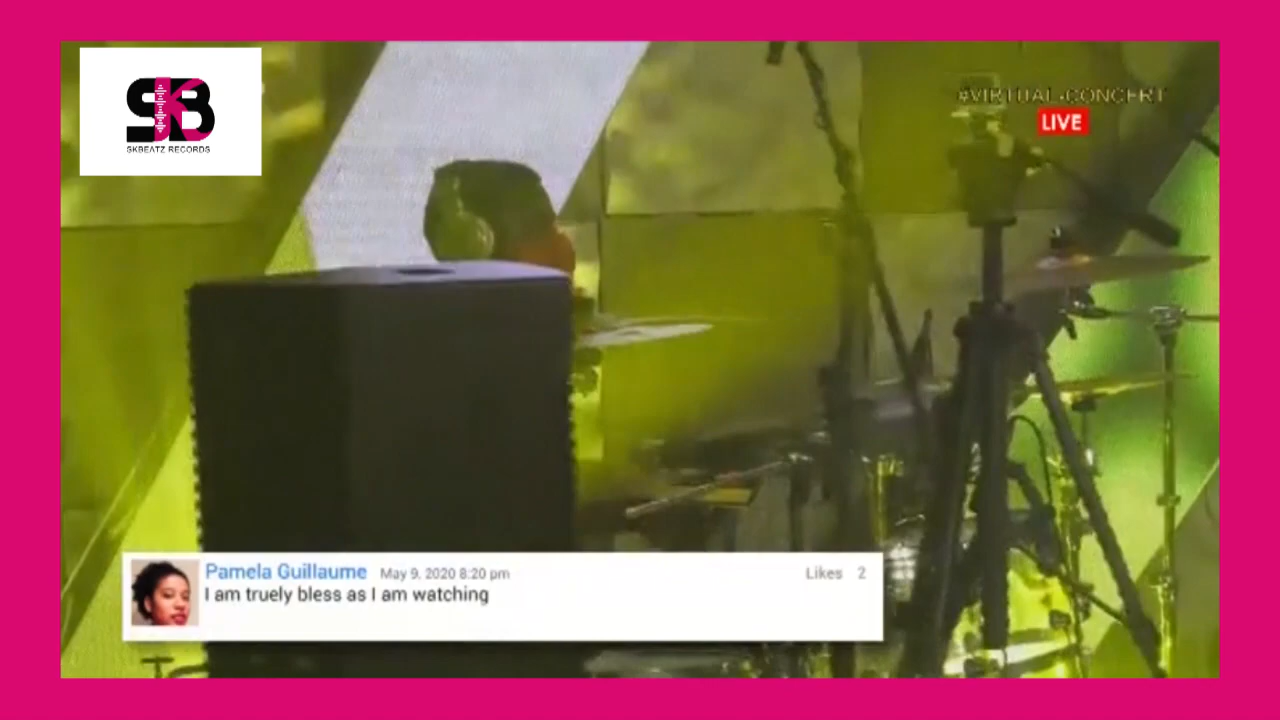 SKB
SKBEATZ RECORDS
#VIRTUAL-CONCERT
LIVE
Pamela Guillaume May 9, 2020 8:20 pm Likes 2
I am truely bless as I am watching